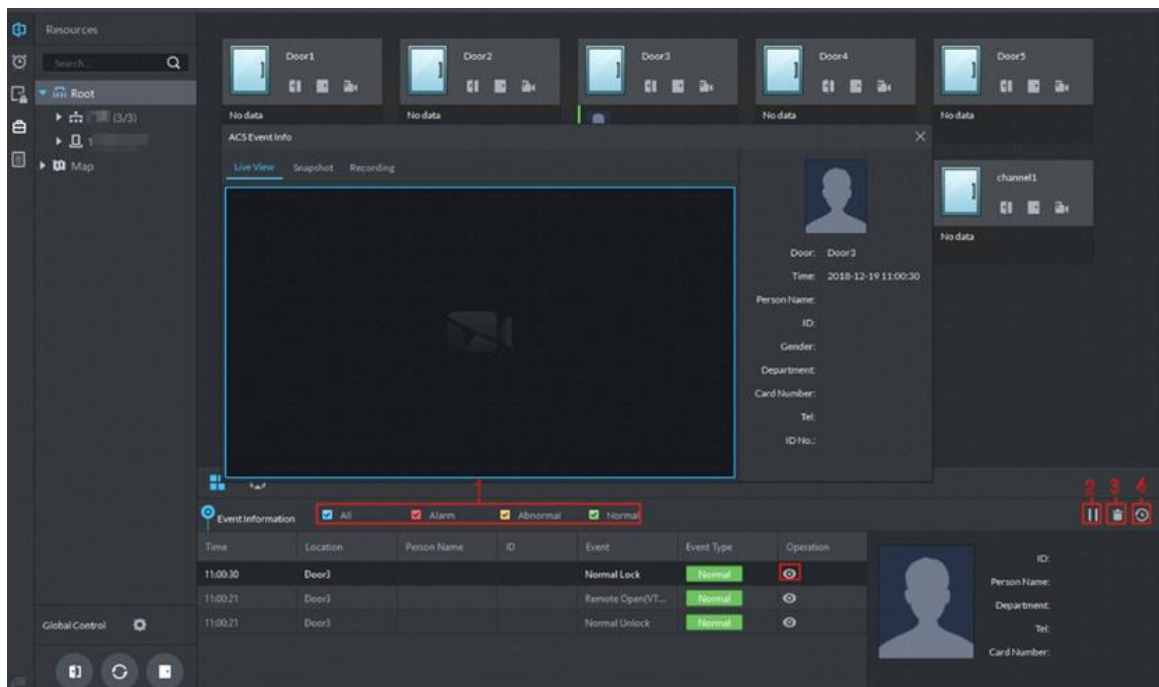 Resources
Search...
Root
(3/3)
1
Map
Global Control
Door1
No data
Door2
No data
Door3
Door4
No data
Door5
No data
channel1
No data
ACS Event Info
Live View Snapshot Recording
Door: Door3
Time: 2018-12-19 11:00:30
Person Name:
ID:
Gender:
Department:
Card Number:
Tel:
ID No.:
1
2 3 4
Event Information All Alarm Abnormal Normal
Time Location Person Name ID Event Event Type Operation
11:00:30 Door3 Normal Lock Normal
11:00:21 Door3 Remote Open(VT... Normal
11:00:21 Door3 Normal Unlock Normal
ID:
Person Name:
Department:
Tel:
Card Number: